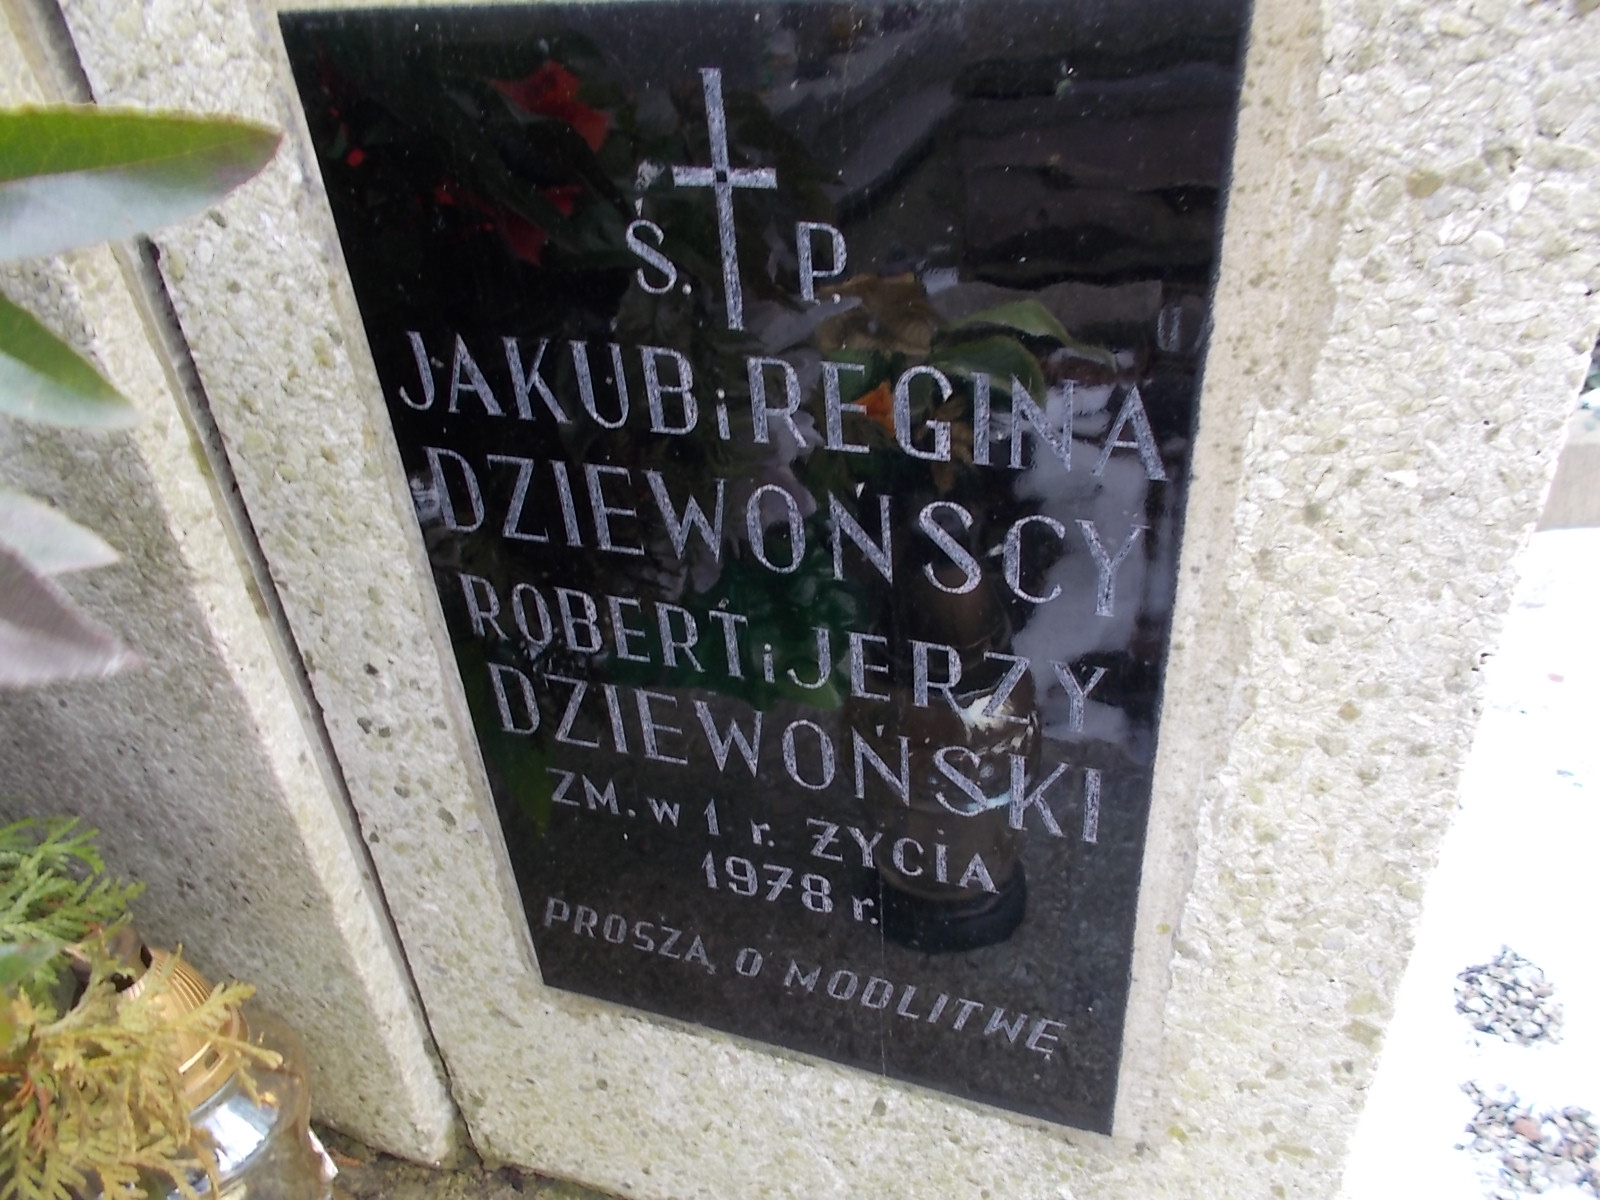 Ś. P.
JAKUB i REGINA
DZIEWOŃSCY
ROBERT i JERZY
DZIEWOŃSKI
ZM. w 1 r. ŻYCIA
1978 r.
PROSZĄ O MODLITWĘ